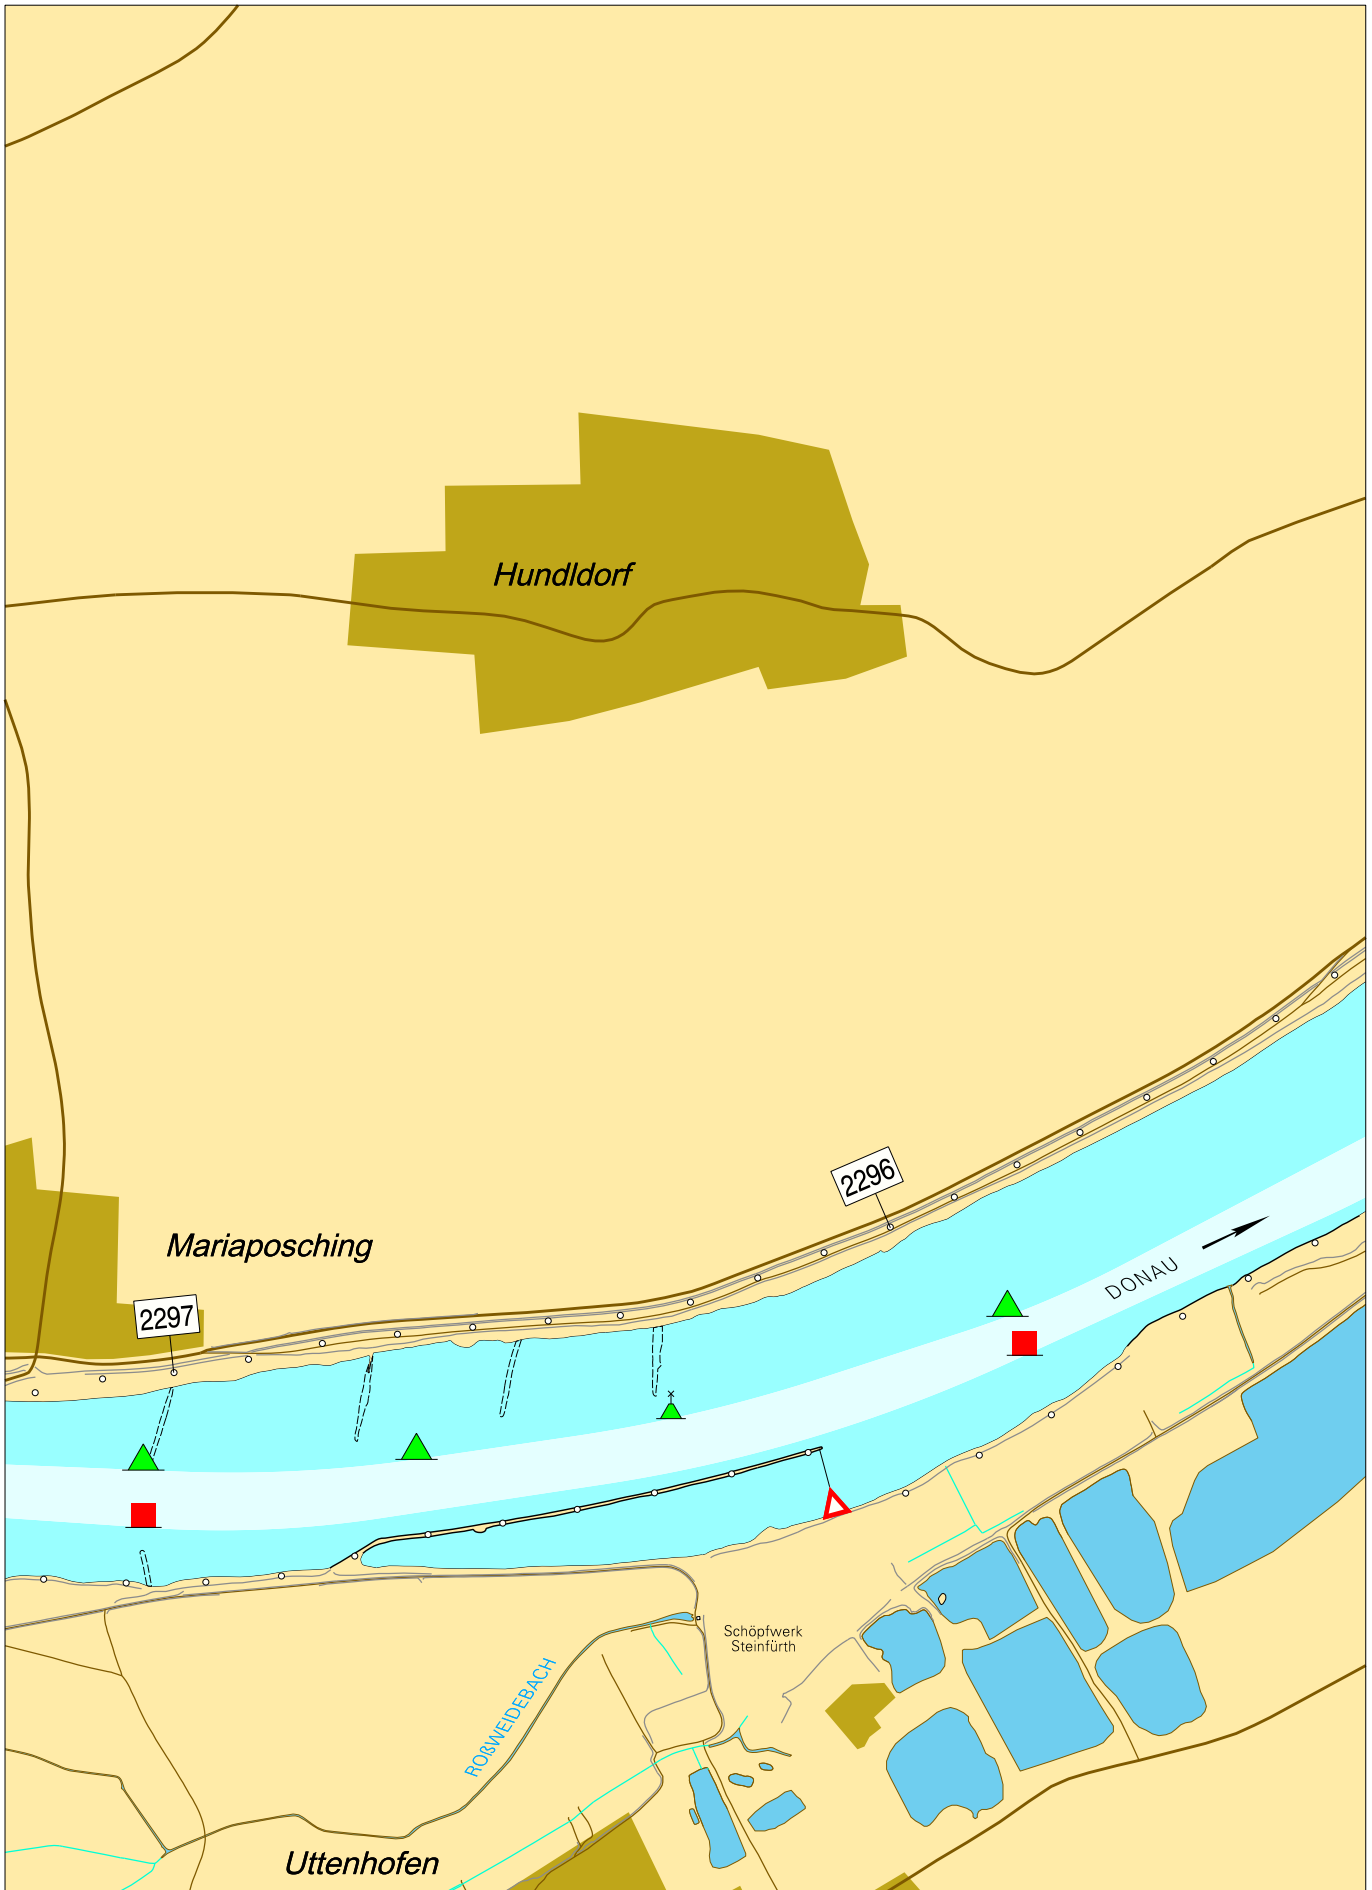 Hundldorf
2296
Mariaposching
DONAU
2297
Schöpfwerk
Steinfürth
ROßWEIDEBACH
Uttenhofen